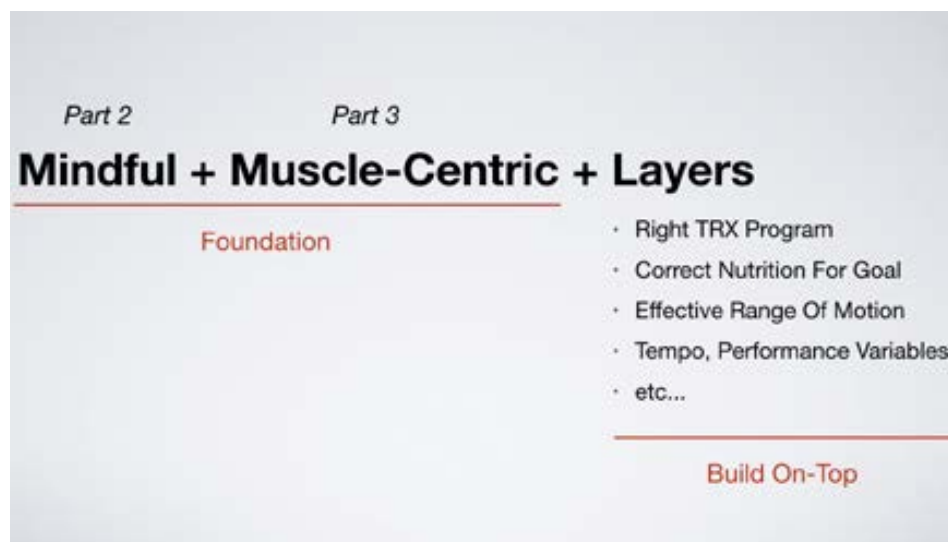 Part 2 Part 3
Mindful + Muscle-Centric + Layers
Foundation
· Right TRX Program
· Correct Nutrition For Goal
· Effective Range Of Motion
· Tempo, Performance Variables
· etc...
Build On-Top